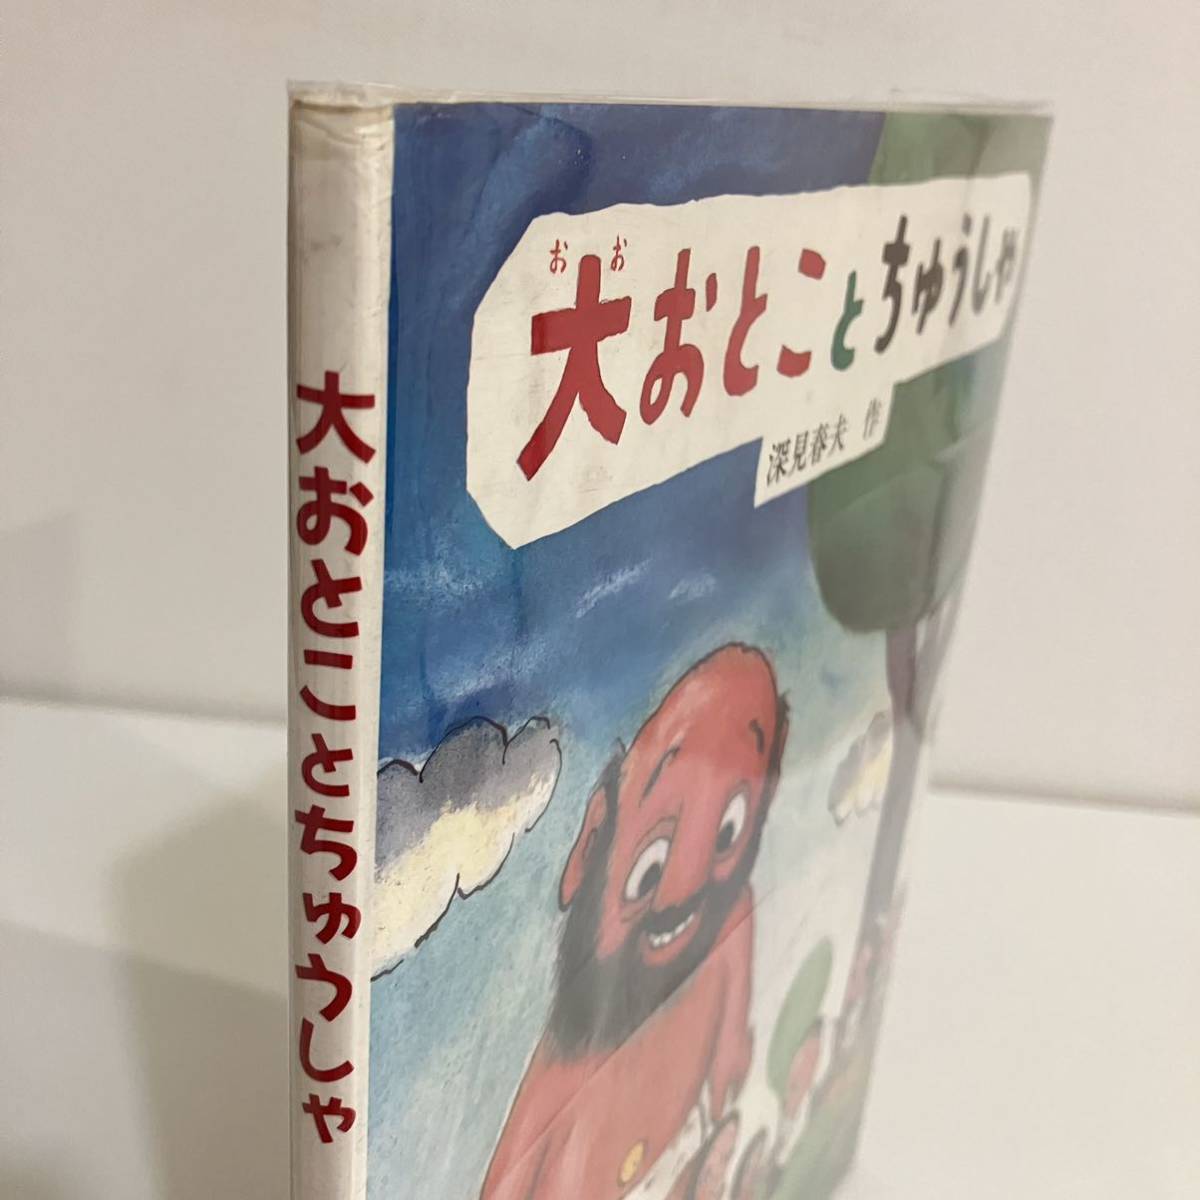 大おとことちゅうしゃ
おお
大おとことちゅうしゃ
深見春夫 作